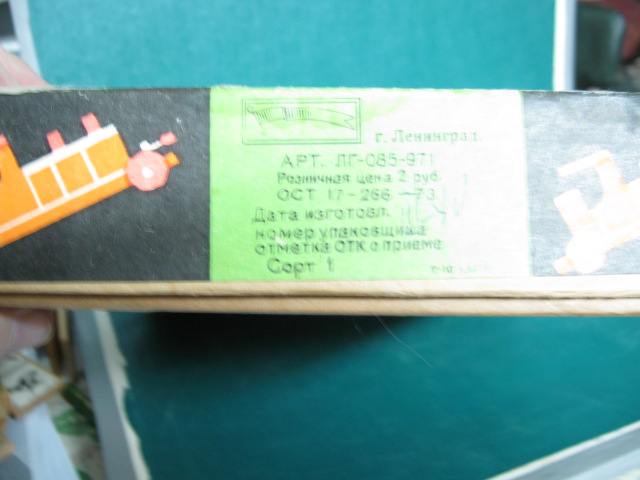 г. Ленинград.
АРТ. ЛГ-085-971
Розничная цена 2 руб.
ОСТ 17-266-73
Дата изготовл.
номер упаковщика
отметка ОТК о приеме
Сорт 1